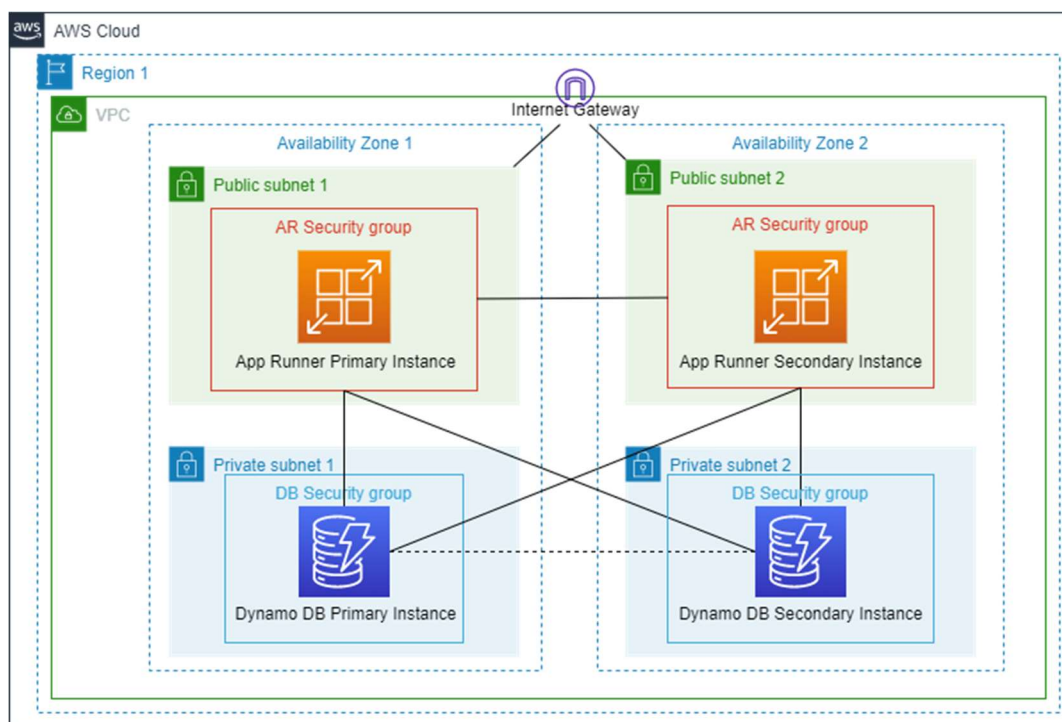 aws
AWS Cloud
Region 1
Internet Gateway
VPC
Availability Zone 1
Availability Zone 2
Public subnet 1
Public subnet 2
AR Security group
AR Security group
App Runner Primary Instance
App Runner Secondary Instance
Private subnet 1
Private subnet 2
DB Security group
DB Security group
Dynamo DB Primary Instance
Dynamo DB Secondary Instance